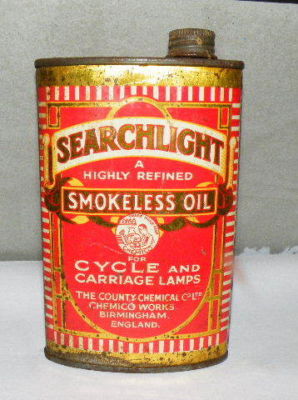 SEARCHLIGHT
A
HIGHLY REFINED
SMOKELESS OIL
FOR
CYCLE AND
CARRIAGE LAMPS
THE COUNTY CHEMICAL CO LTD
CHEMICO WORKS.
BIRMINGHAM.
ENGLAND.